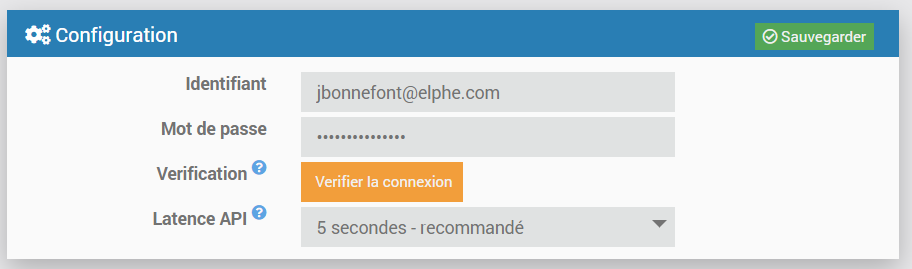 Configuration
Sauvegarder
Identifiant
jbonnefont@elphe.com
Mot de passe
•••••••••••••••
Verification ?
Verifier la connexion
Latence API ?
5 secondes - recommandé